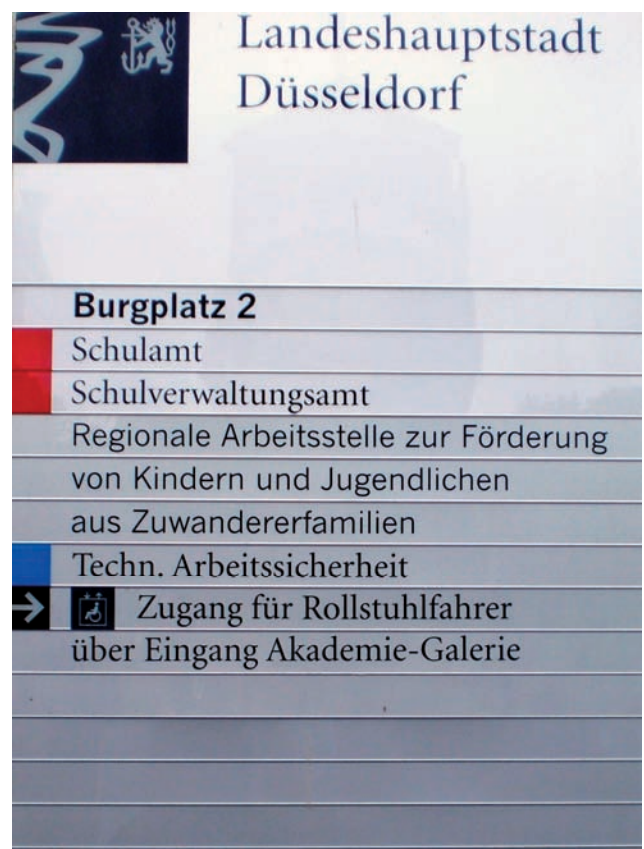 Landeshauptstadt
Düsseldorf
Burgplatz 2
Schulamt
Schulverwaltungsamt
Regionale Arbeitsstelle zur Förderung
von Kindern und Jugendlichen
aus Zuwandererfamilien
Techn. Arbeitssicherheit
Zugang für Rollstuhlfahrer
über Eingang Akademie-Galerie